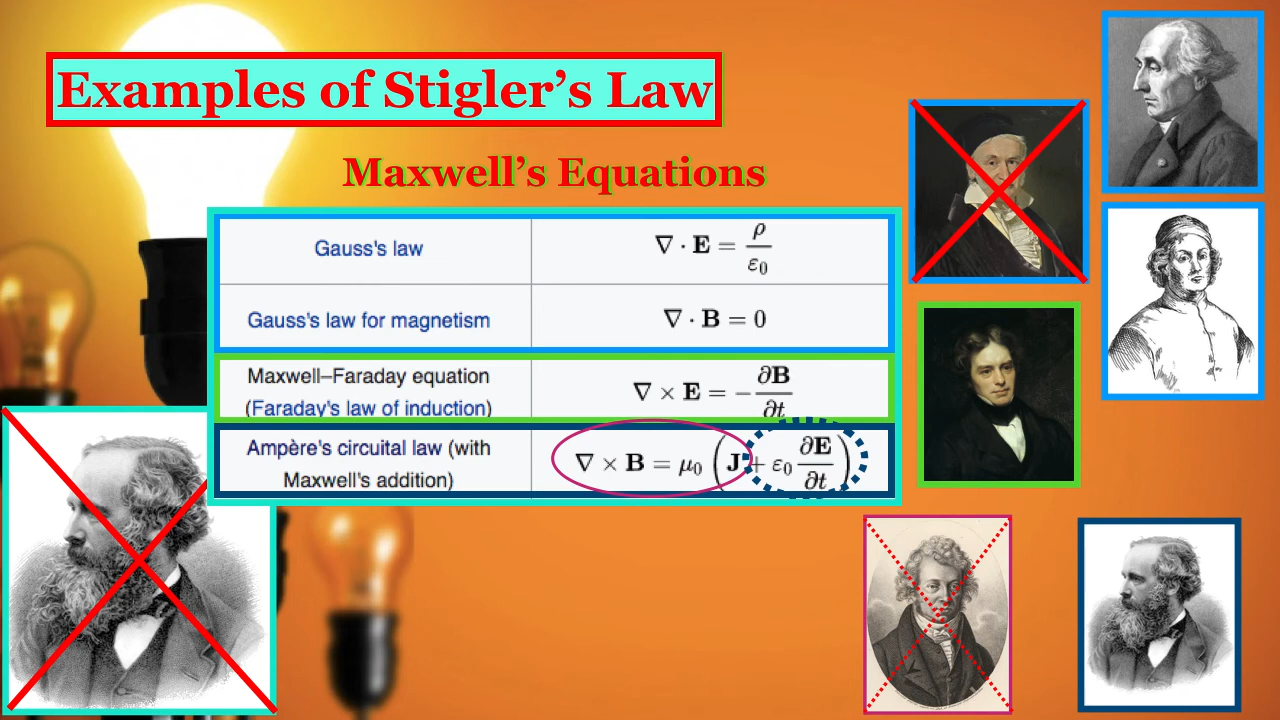 Examples of Stigler’s Law
Maxwell’s Equations
Gauss's law
∇ · E = ρ/ε₀
Gauss's law for magnetism
∇ · B = 0
Maxwell–Faraday equation
(Faraday's law of induction)
∇ × E = −∂B/∂t
Ampère's circuital law (with
Maxwell's addition)
∇ × B = μ₀ (J + ε₀ ∂E/∂t)